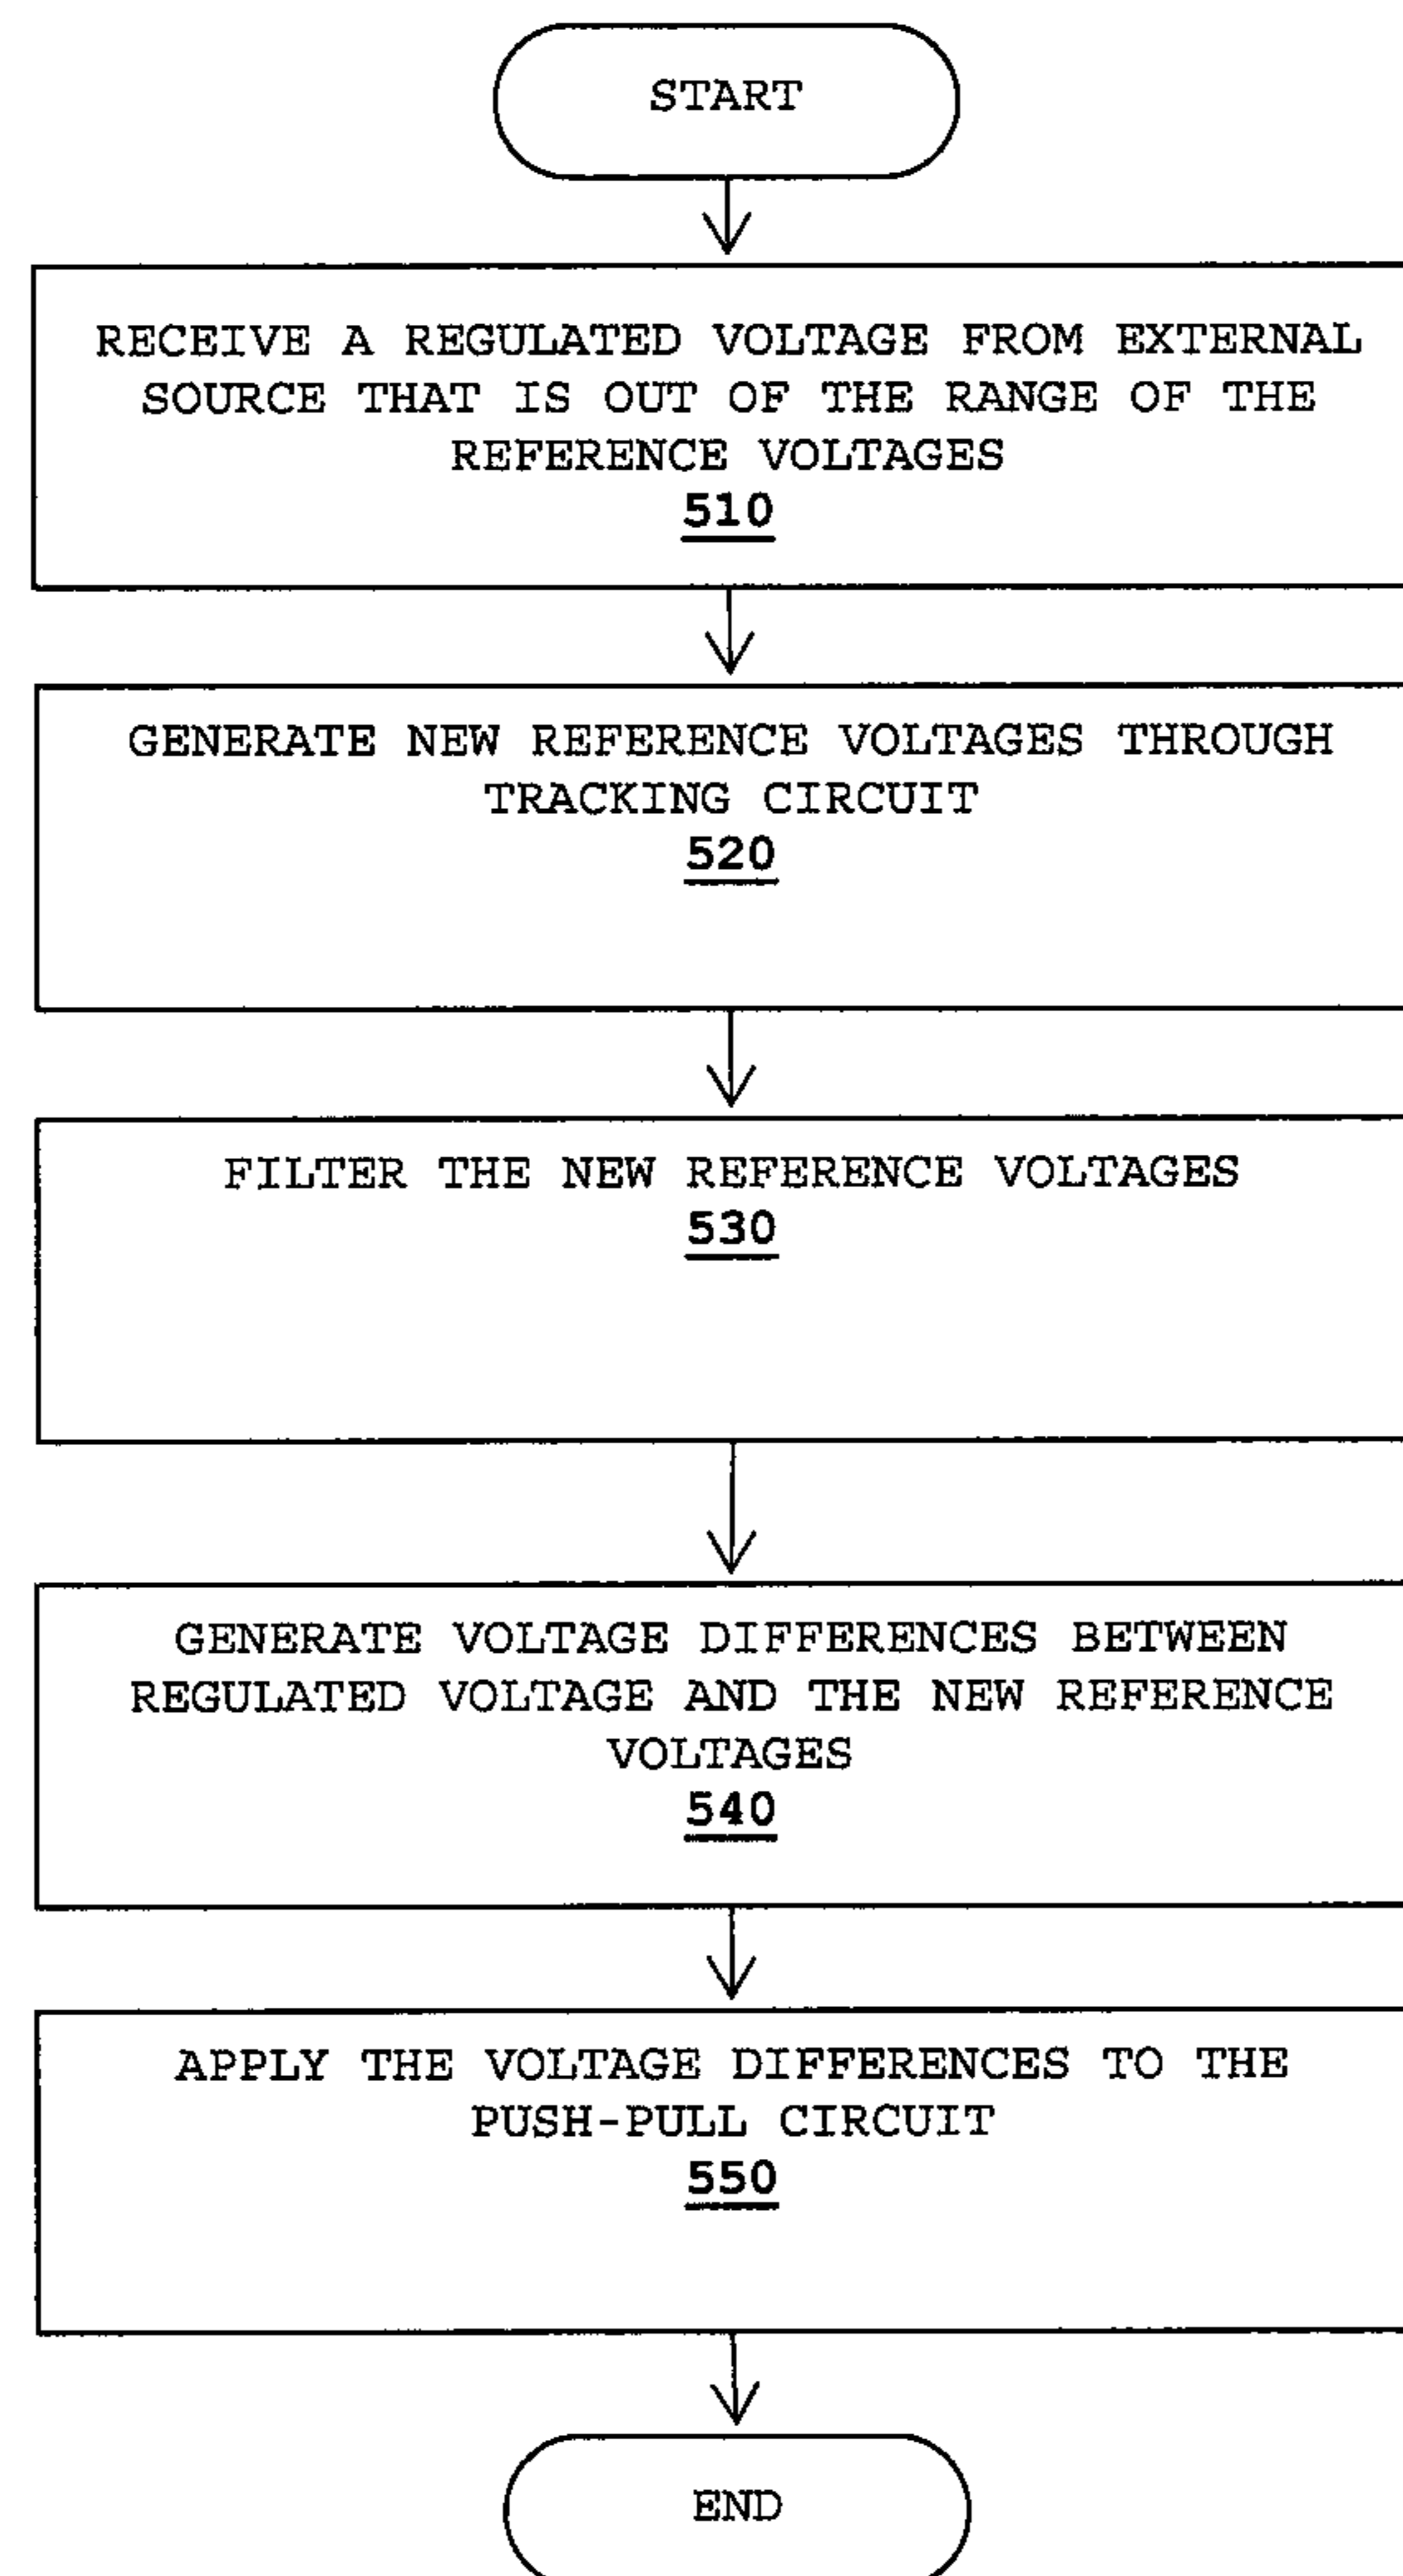 START
RECEIVE A REGULATED VOLTAGE FROM EXTERNAL
SOURCE THAT IS OUT OF THE RANGE OF THE
REFERENCE VOLTAGES
510
GENERATE NEW REFERENCE VOLTAGES THROUGH
TRACKING CIRCUIT
520
FILTER THE NEW REFERENCE VOLTAGES
530
GENERATE VOLTAGE DIFFERENCES BETWEEN
REGULATED VOLTAGE AND THE NEW REFERENCE
VOLTAGES
540
APPLY THE VOLTAGE DIFFERENCES TO THE
PUSH-PULL CIRCUIT
550
END